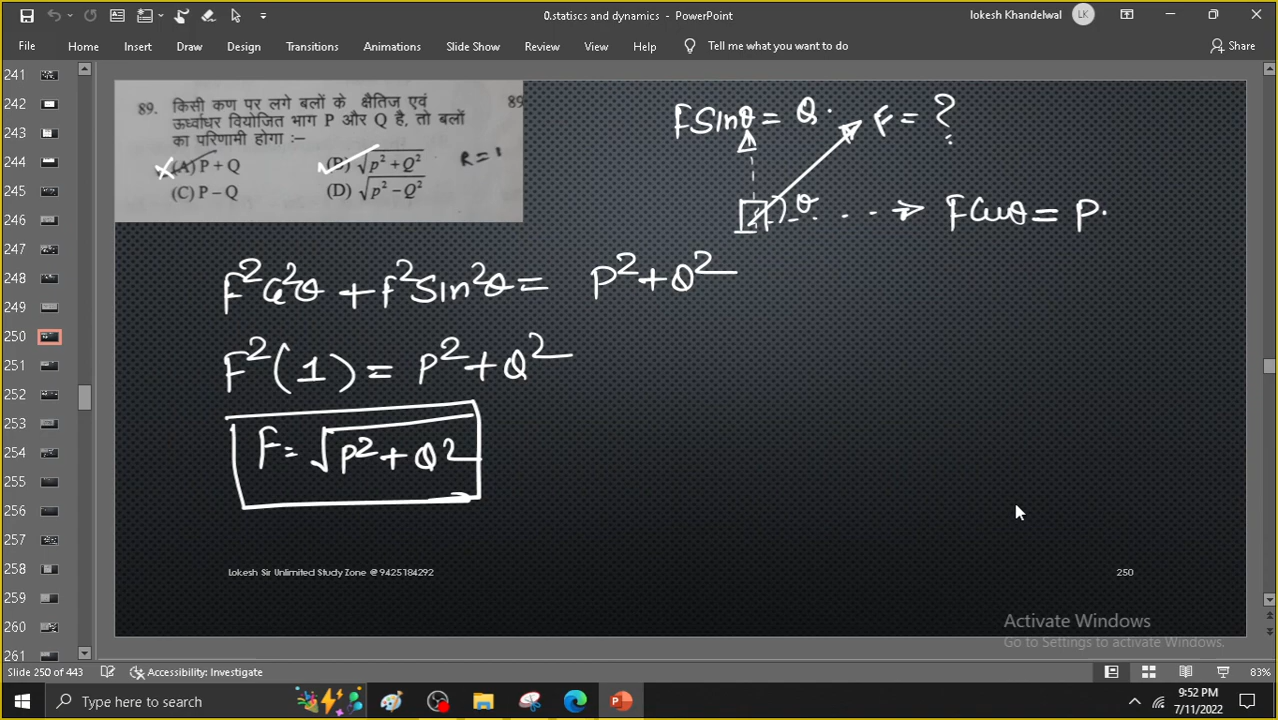 0.statiscs and dynamics - PowerPoint
lokesh Khandelwal
LK
File Home Insert Draw Design Transitions Animations Slide Show Review View Help Tell me what you want to do Share
241
242
243
244
245
246
247
248
249
250
251
252
253
254
255
256
257
258
259
260
261
89. किसी कण पर लगे बलों के क्षैतिज एवं
ऊर्ध्वाधर वियोजित भाग P और Q है, तो बलों
का परिणामी होगा :–
(A) P + Q (B) √p² + Q²
(C) P – Q (D) √p² – Q²
89
R =
FSinθ = Q. F = ?
θ FCosθ = P.
F²Cos²θ + F²Sin²θ = P² + Q²
F²(1) = P² + Q²
F = √P² + Q²
Lokesh Sir Unlimited Study Zone @ 9425184292
250
Activate Windows
Go to Settings to activate Windows.
Slide 250 of 443 Accessibility: Investigate 83%
Type here to search
9:52 PM
7/11/2022